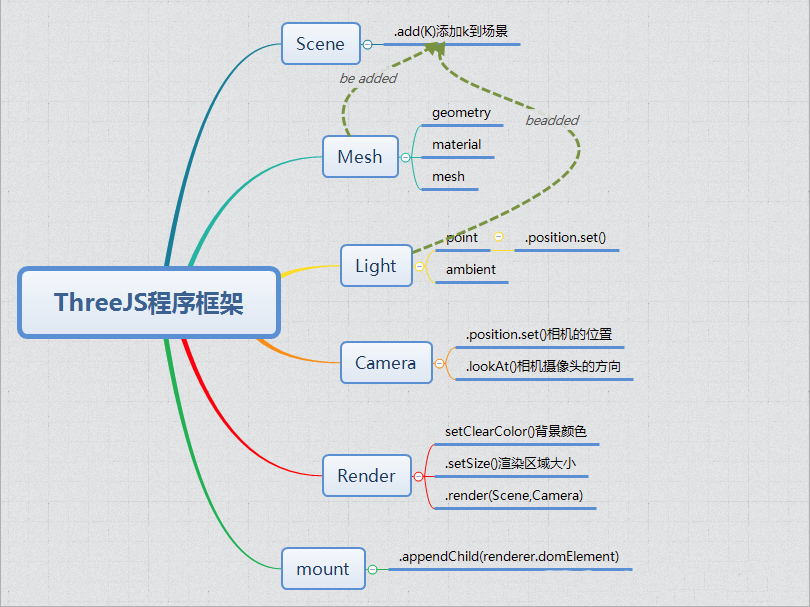 Scene
.add(K)添加k到场景
be added
Mesh
geometry
material
mesh
beadded
Light
point
.position.set()
ambient
ThreeJS程序框架
Camera
.position.set()相机的位置
.lookAt()相机摄像头的方向
Render
setClearColor()背景颜色
.setSize()渲染区域大小
.render(Scene,Camera)
mount
.appendChild(renderer.domElement)